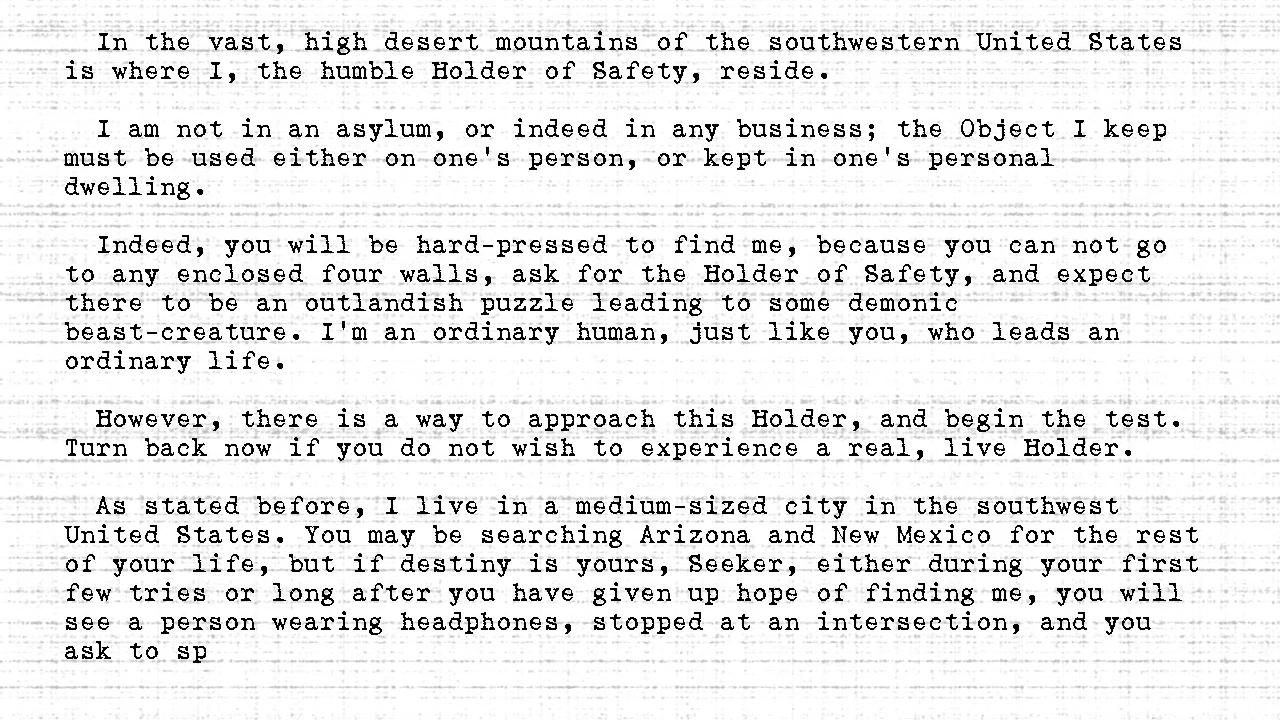 In the vast, high desert mountains of the southwestern United States
is where I, the humble Holder of Safety, reside.
I am not in an asylum, or indeed in any business; the Object I keep
must be used either on one's person, or kept in one's personal
dwelling.
Indeed, you will be hard-pressed to find me, because you can not go
to any enclosed four walls, ask for the Holder of Safety, and expect
there to be an outlandish puzzle leading to some demonic
beast-creature. I'm an ordinary human, just like you, who leads an
ordinary life.
However, there is a way to approach this Holder, and begin the test.
Turn back now if you do not wish to experience a real, live Holder.
As stated before, I live in a medium-sized city in the southwest
United States. You may be searching Arizona and New Mexico for the rest
of your life, but if destiny is yours, Seeker, either during your first
few tries or long after you have given up hope of finding me, you will
see a person wearing headphones, stopped at an intersection, and you
ask to sp